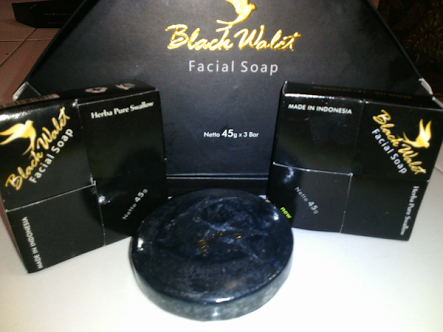 Black Walet
Facial Soap
Netto 45g x 3 Bar
Black Walet
Facial Soap
Herba Pure Swallow
Netto 45g
MADE IN INDONESIA
MADE IN INDONESIA
Black Walet
Facial Soap
Netto 45g
Herba Pure Swallow